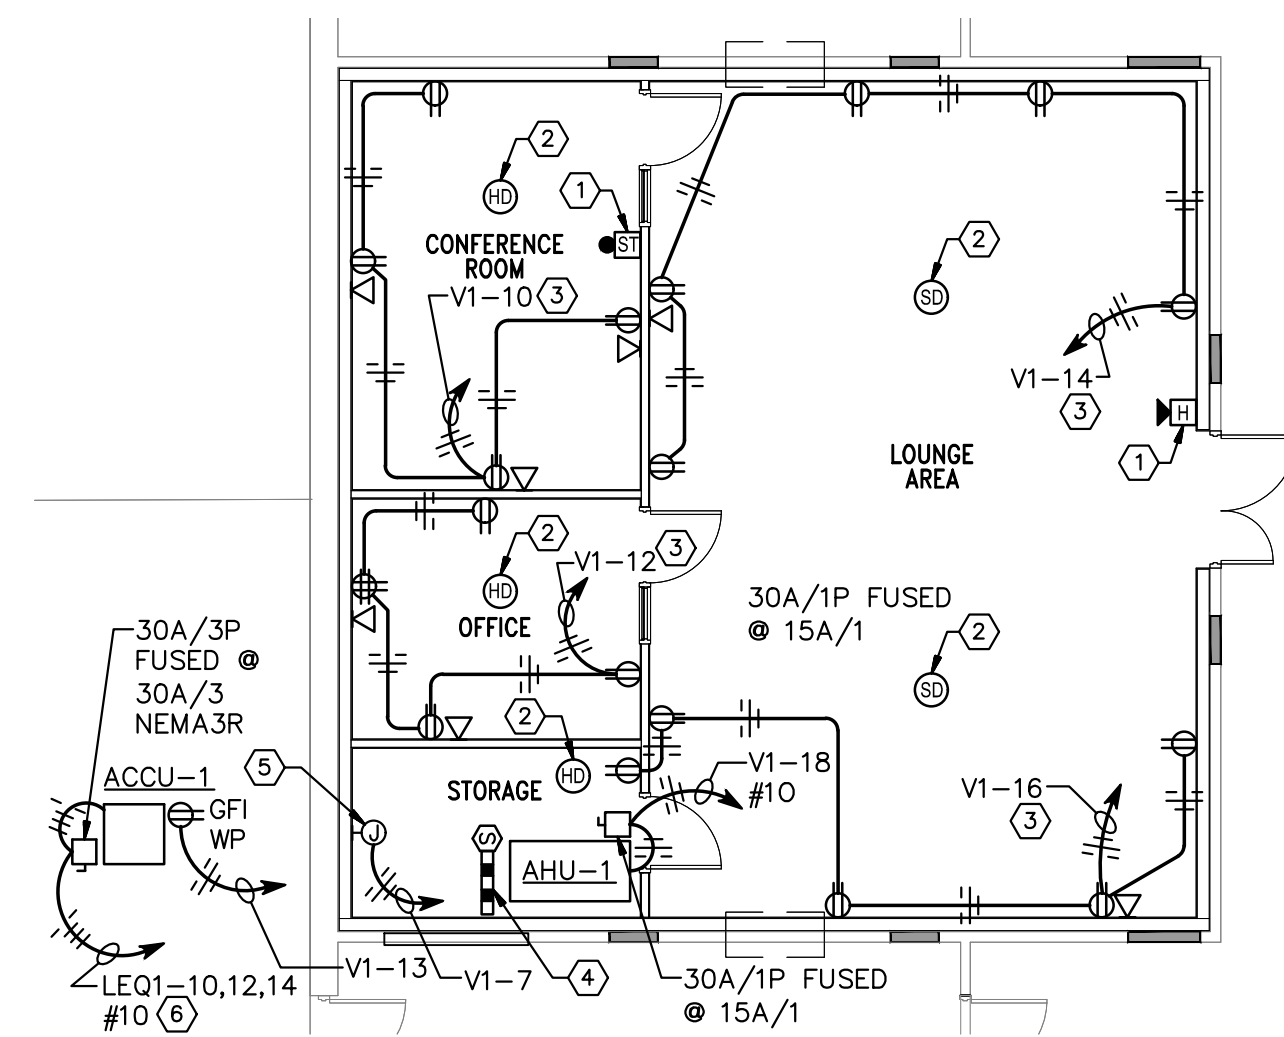 2
HD
1
ST
CONFERENCE
ROOM
V1-10 3
2
SD
V1-14
3
H
1
LOUNGE
AREA
2
HD
V1-12 3
OFFICE
30A/1P FUSED
@ 15A/1
2
SD
30A/3P
FUSED @
30A/3
NEMA3R
ACCU-1
GFI
WP
5
J
2
HD
STORAGE
S
AHU-1
V1-18
#10
V1-16
3
V1-13
V1-7
4
LEQ1-10,12,14
#10 6
30A/1P FUSED
@ 15A/1